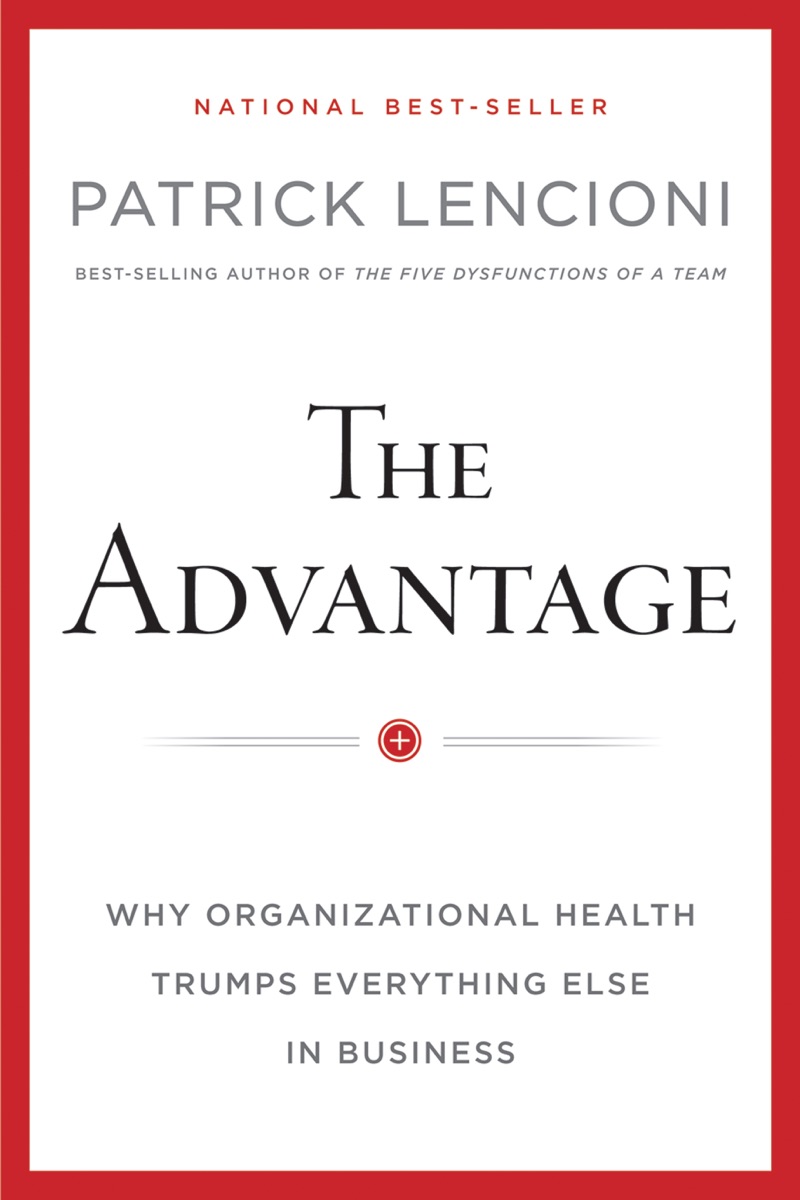 NATIONAL BEST-SELLER
PATRICK LENCIONI
BEST-SELLING AUTHOR OF THE FIVE DYSFUNCTIONS OF A TEAM
THE
ADVANTAGE
WHY ORGANIZATIONAL HEALTH
TRUMPS EVERYTHING ELSE
IN BUSINESS